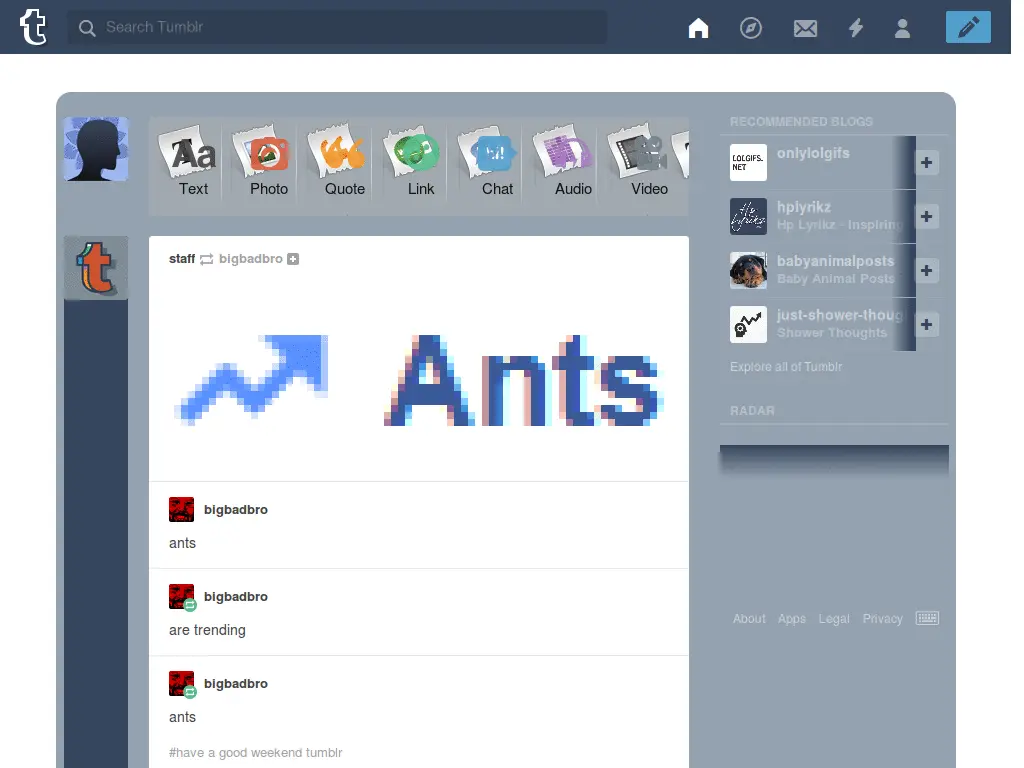 Search Tumblr
Text
Photo
Quote
Link
Chat
Audio
Video
staff bigbadbro
Ants
bigbadbro
ants
bigbadbro
are trending
bigbadbro
ants
#have a good weekend tumblr
RECOMMENDED BLOGS
LOLGIFS.
NET
onlylolgifs
Hp
Lyrikz
hplyrikz
Hp Lyrikz - Inspiring
babyanimalposts
Baby Animal Posts
just-shower-thoug
Shower Thoughts
Explore all of Tumblr
RADAR
About Apps Legal Privacy